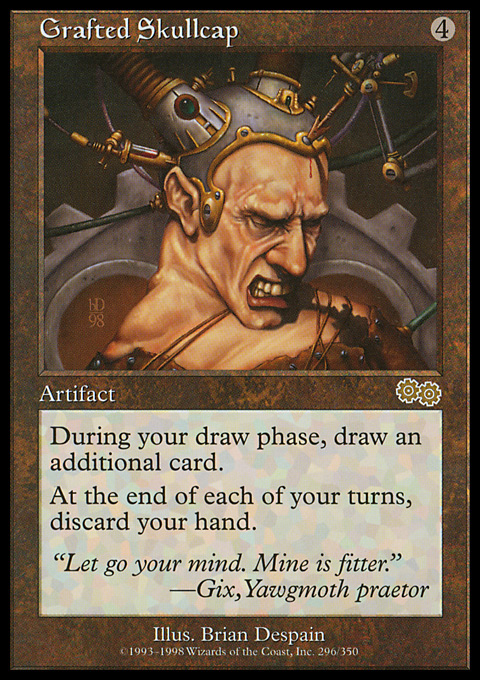 Grafted Skullcap 4
HD
98
Artifact
During your draw phase, draw an
additional card.
At the end of each of your turns,
discard your hand.
“Let go your mind. Mine is fitter.”
—Gix, Yawgmoth praetor
Illus. Brian Despain
©1993–1998 Wizards of the Coast, Inc. 296/350